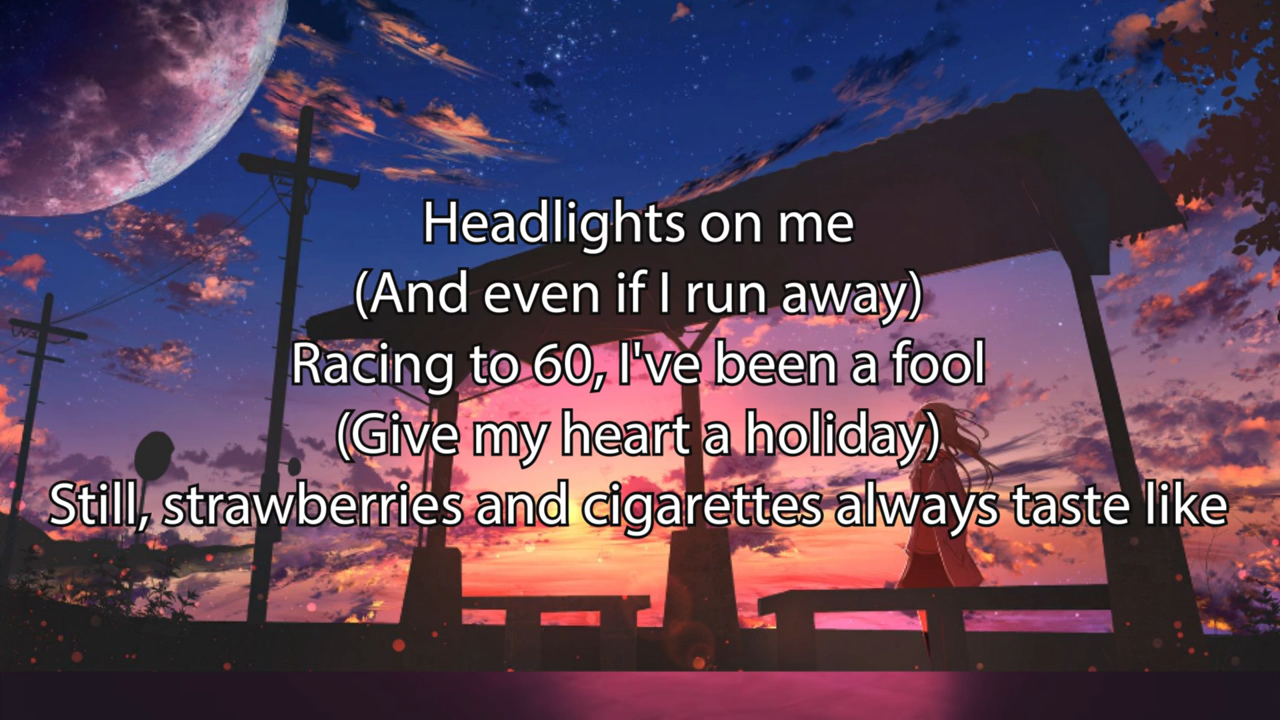 Headlights on me
(And even if I run away)
Racing to 60, I've been a fool
(Give my heart a holiday)
Still, strawberries and cigarettes always taste like